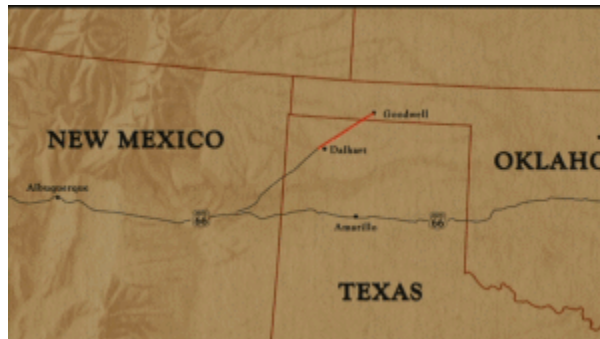 Goodwell
NEW MEXICO
Dalhart
OKLAHO
Albuquerque
66
Amarillo
66
TEXAS